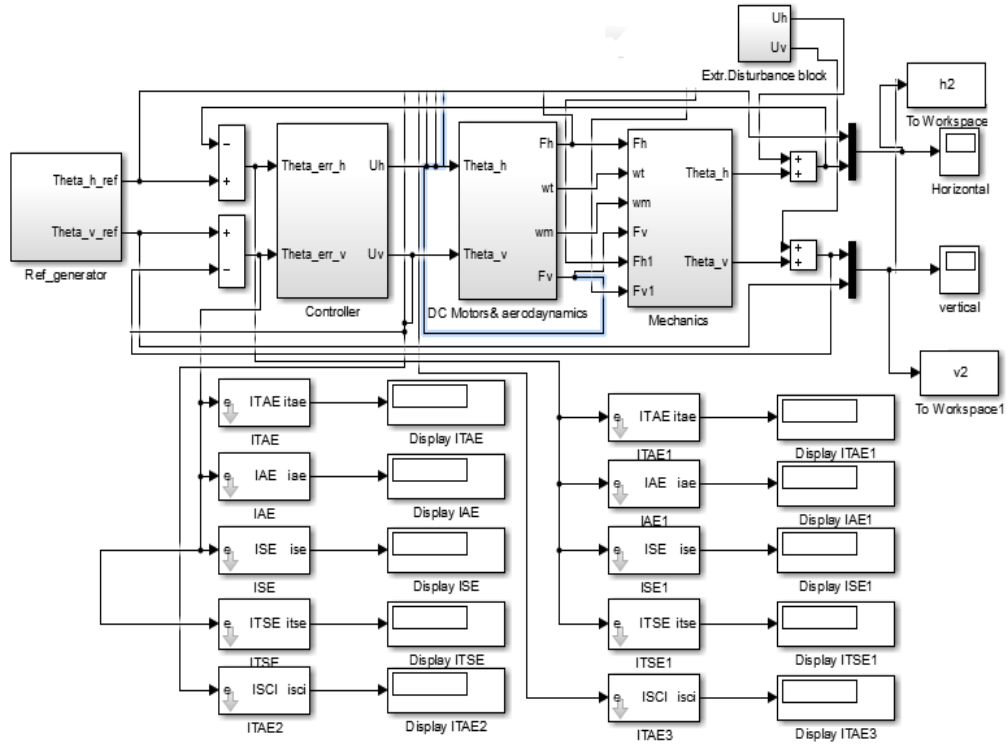 Uh
Uv
Extr.Disturbance block
h2
To Workspace
Horizontal
Theta_h_ref
Theta_v_ref
Ref_generator
−
+
+
−
Theta_err_h
Uh
Theta_err_v
Uv
Controller
Theta_h
Fh
wt
wm
Theta_v
Fv
DC Motors& aerodaynamics
Fh
wt
Theta_h
wm
Fv
Fh1
Theta_v
Fv1
Mechanics
+
+
+
+
vertical
v2
To Workspace1
e ITAE itae
ITAE
Display ITAE
e IAE iae
IAE
Display IAE
e ISE ise
ISE
Display ISE
e ITSE itse
ITSE
Display ITSE
e ISCI isci
ITAE2
Display ITAE2
e ITAE itae
ITAE1
Display ITAE1
e IAE iae
IAE1
Display IAE1
e ISE ise
ISE1
Display ISE1
e ITSE itse
ITSE1
Display ITSE1
e ISCI isci
ITAE3
Display ITAE3